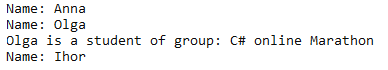 Name: Anna
Name: Olga
Olga is a student of group: C# online Marathon
Name: Ihor